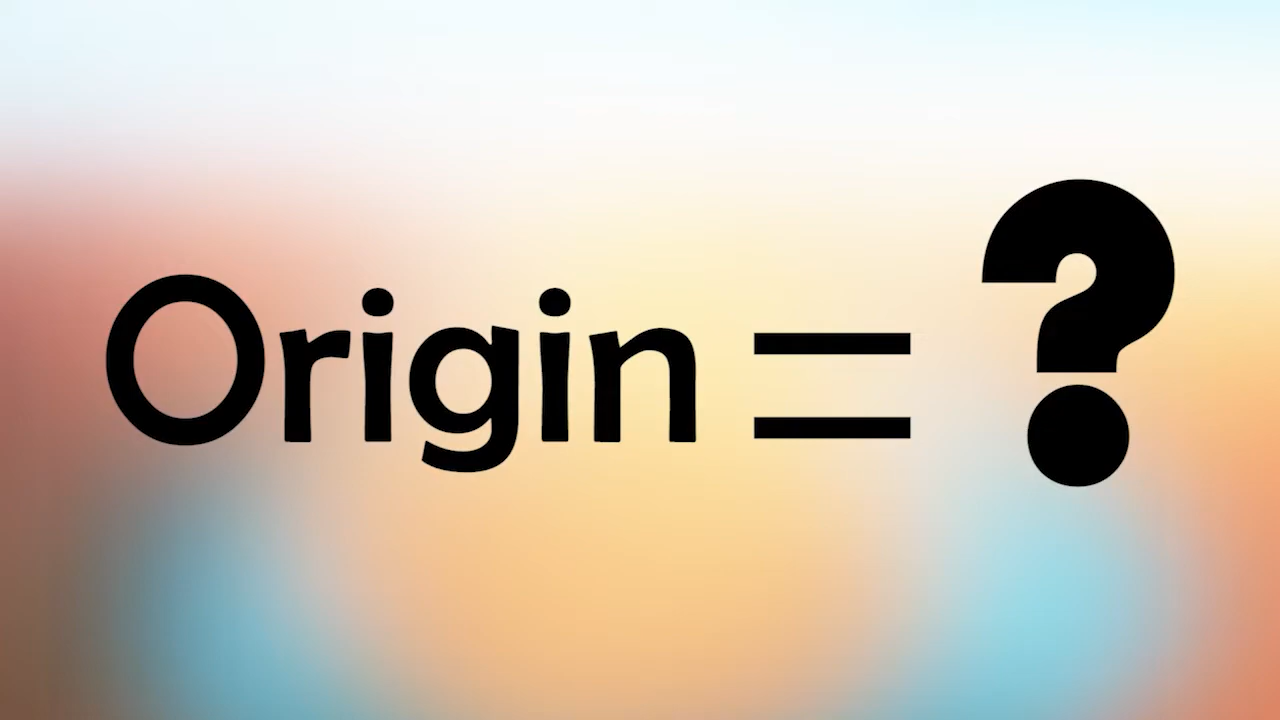 Origin = ?